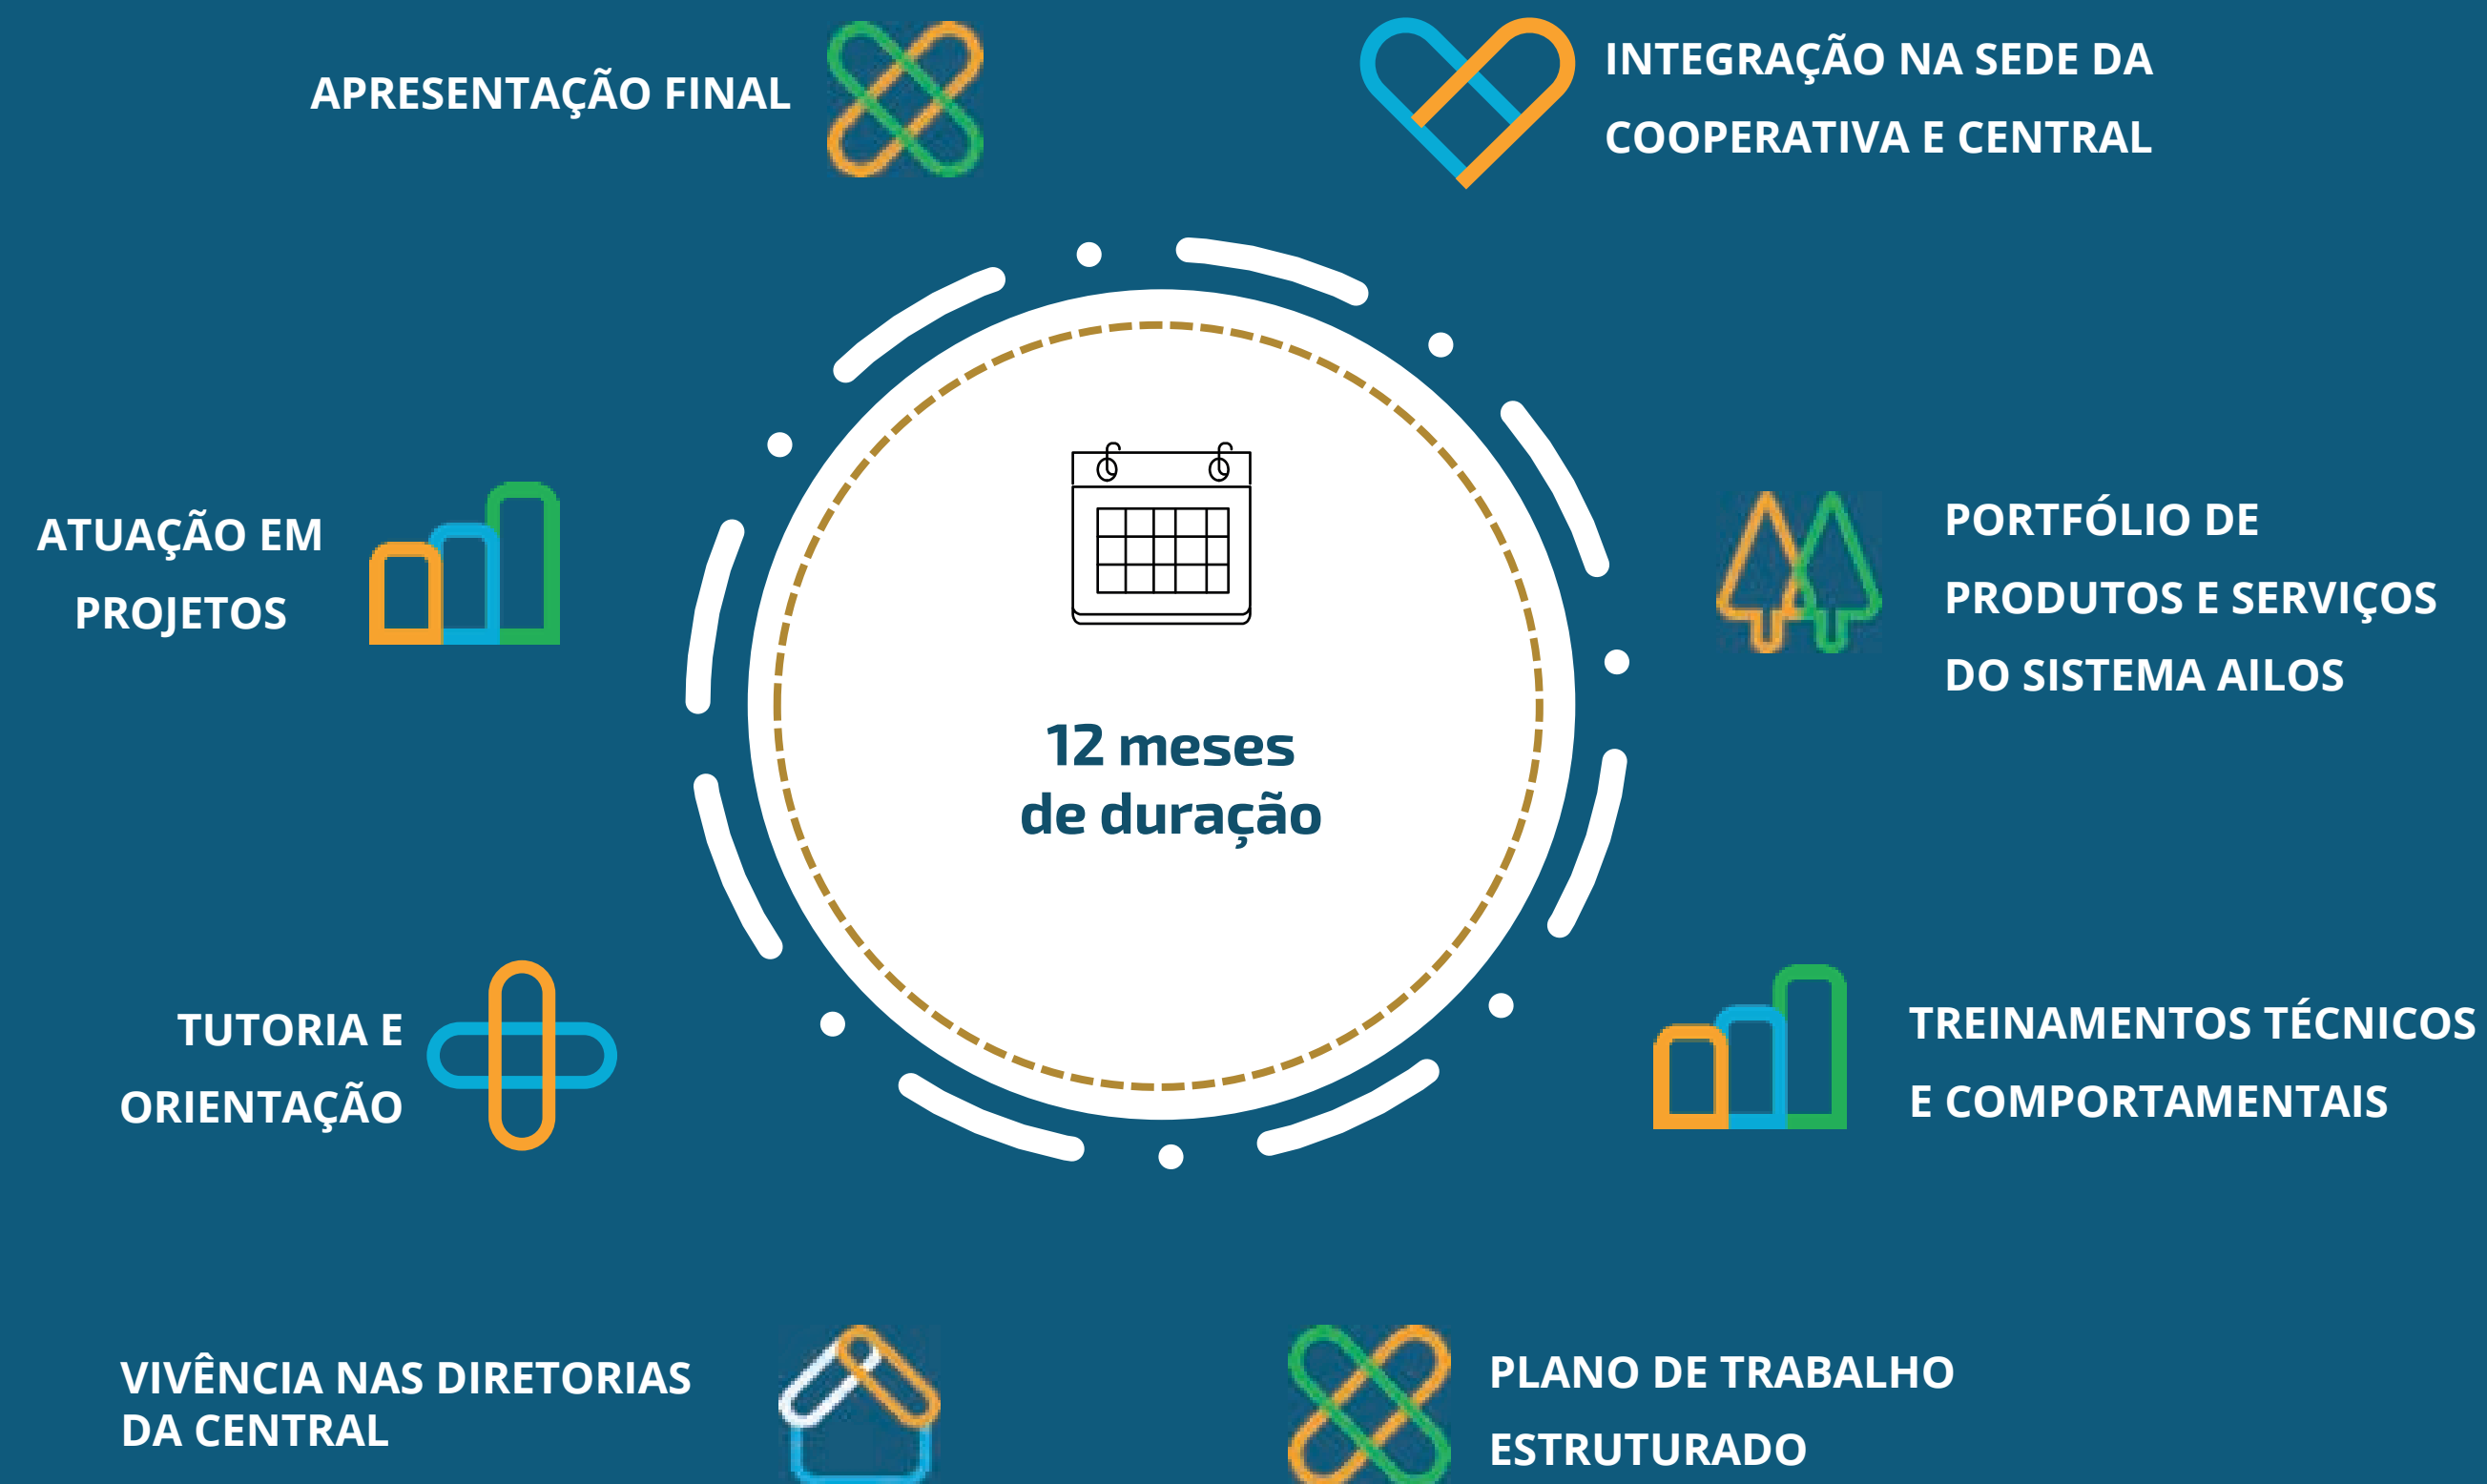 APRESENTAÇÃO FINAL
INTEGRAÇÃO NA SEDE DA
COOPERATIVA E CENTRAL
PORTFÓLIO DE
PRODUTOS E SERVIÇOS
DO SISTEMA AILOS
TREINAMENTOS TÉCNICOS
E COMPORTAMENTAIS
PLANO DE TRABALHO
ESTRUTURADO
VIVÊNCIA NAS DIRETORIAS
DA CENTRAL
TUTORIA E
ORIENTAÇÃO
ATUAÇÃO EM
PROJETOS
12 meses
de duração